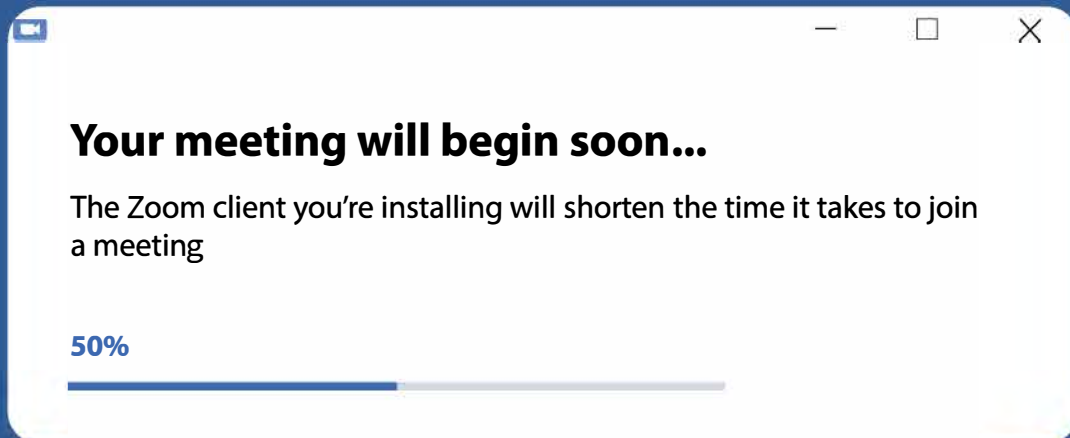 Your meeting will begin soon...
The Zoom client you're installing will shorten the time it takes to join
a meeting
50%